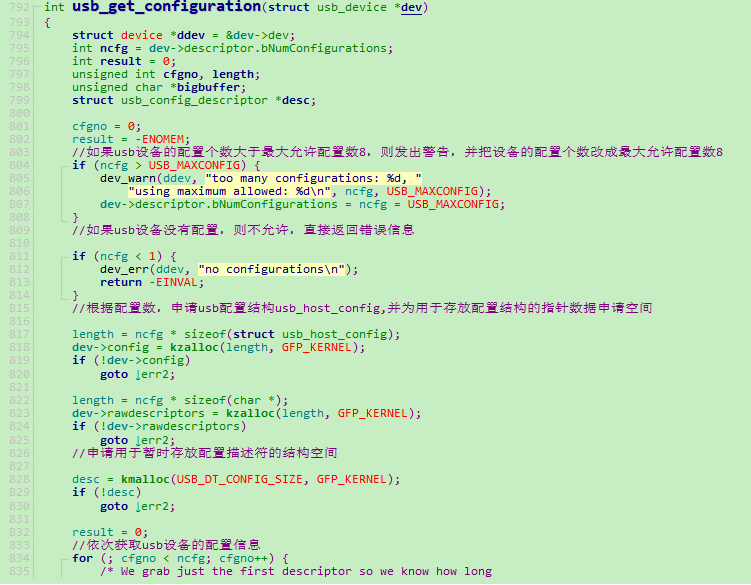 792 int usb_get_configuration(struct usb_device *dev)
793 {
794 struct device *ddev = &dev->dev;
795 int ncfg = dev->descriptor.bNumConfigurations;
796 int result = 0;
797 unsigned int cfgno, length;
798 unsigned char *bigbuffer;
799 struct usb_config_descriptor *desc;
800
801 cfgno = 0;
802 result = -ENOMEM;
803 //如果usb设备的配置个数大于最大允许配置数8，则发出警告，并把设备的配置个数改成最大允许配置数8
804 if (ncfg > USB_MAXCONFIG) {
805 dev_warn(ddev, "too many configurations: %d, "
806 "using maximum allowed: %d\n", ncfg, USB_MAXCONFIG);
807 dev->descriptor.bNumConfigurations = ncfg = USB_MAXCONFIG;
808 }
809 //如果usb设备没有配置，则不允许，直接返回错误信息
810
811 if (ncfg < 1) {
812 dev_err(ddev, "no configurations\n");
813 return -EINVAL;
814 }
815 //根据配置数，申请usb配置结构usb_host_config,并为用于存放配置结构的指针数据申请空间
816
817 length = ncfg * sizeof(struct usb_host_config);
818 dev->config = kzalloc(length, GFP_KERNEL);
819 if (!dev->config)
820 goto ↓err2;
821
822 length = ncfg * sizeof(char *);
823 dev->rawdescriptors = kzalloc(length, GFP_KERNEL);
824 if (!dev->rawdescriptors)
825 goto ↓err2;
826 //申请用于暂时存放配置描述符的结构空间
827
828 desc = kmalloc(USB_DT_CONFIG_SIZE, GFP_KERNEL);
829 if (!desc)
830 goto ↓err2;
831
832 result = 0;
833 //依次获取usb设备的配置信息
834 for (; cfgno < ncfg; cfgno++) {
835 /* We grab just the first descriptor so we know how long